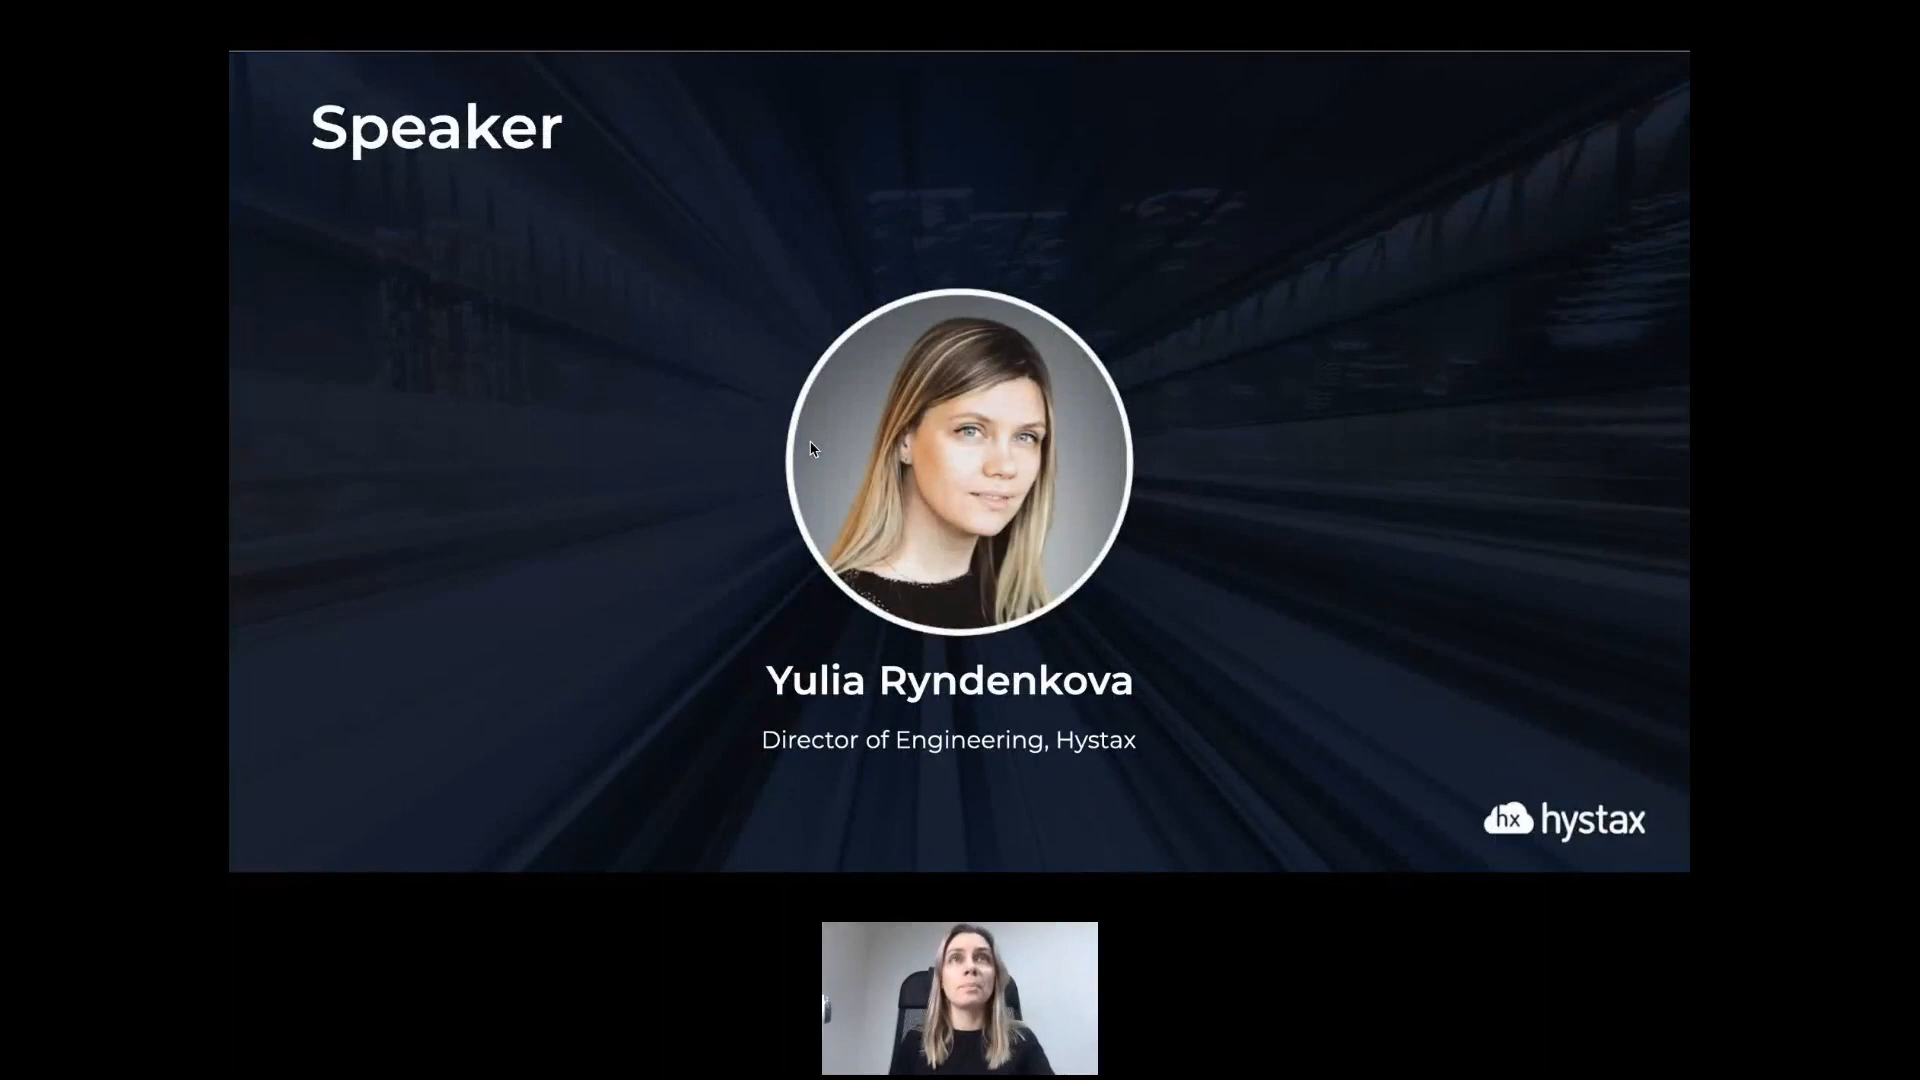 Speaker
Yulia Ryndenkova
Director of Engineering, Hystax
hx hystax